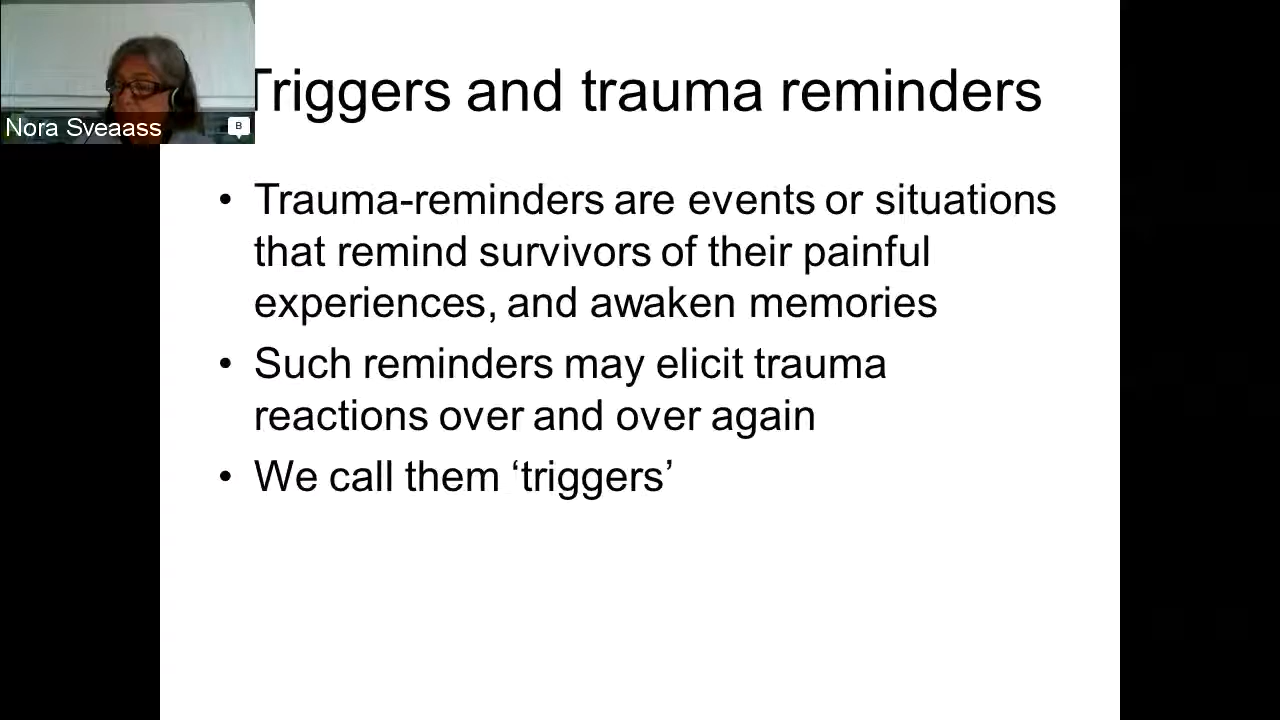 Triggers and trauma reminders
Nora Sveaass
B
• Trauma-reminders are events or situations
that remind survivors of their painful
experiences, and awaken memories
• Such reminders may elicit trauma
reactions over and over again
• We call them ‘triggers’